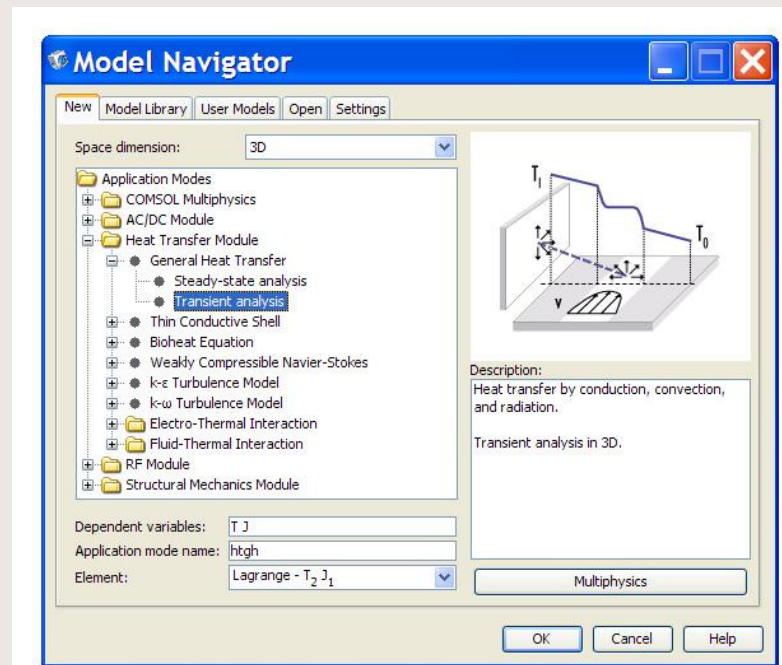 Model Navigator
New Model Library User Models Open Settings
Space dimension: 3D
Application Modes
COMSOL Multiphysics
AC/DC Module
Heat Transfer Module
General Heat Transfer
Steady-state analysis
Transient analysis
Thin Conductive Shell
Bioheat Equation
Weakly Compressible Navier-Stokes
k-ε Turbulence Model
k-ω Turbulence Model
Electro-Thermal Interaction
Fluid-Thermal Interaction
RF Module
Structural Mechanics Module
Dependent variables: T J
Application mode name: htgh
Element: Lagrange - T₂ J₁
T₁
T₀
v
Description:
Heat transfer by conduction, convection,
and radiation.
Transient analysis in 3D.
Multiphysics
OK Cancel Help